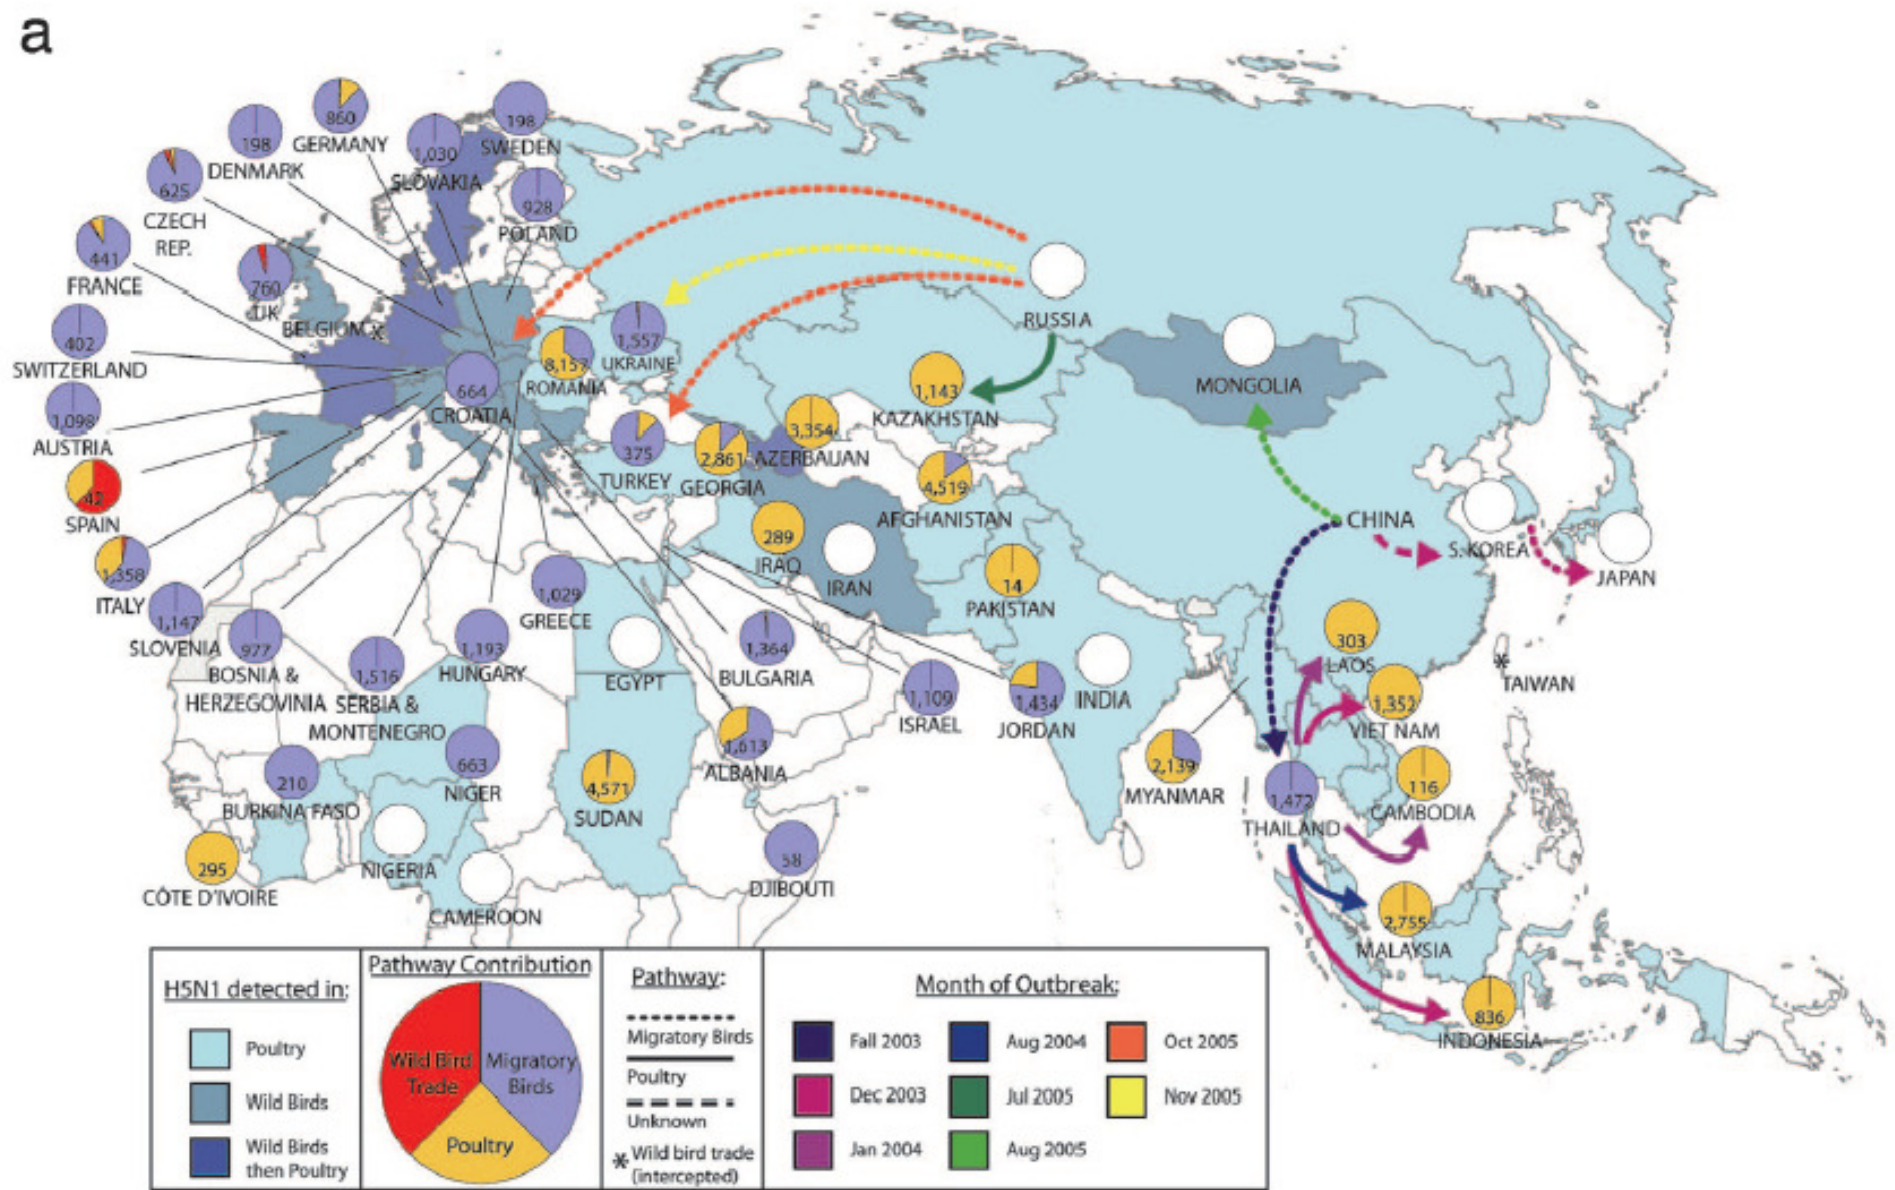 a
860
GERMANY
198
SWEDEN
198
DENMARK
1,030
SLOVAKIA
625
CZECH
REP.
928
POLAND
441
FRANCE
760
UK
BELGIUM*
402
SWITZERLAND
1,098
AUSTRIA
42
SPAIN
1,358
ITALY
664
CROATIA
8,157
ROMANIA
1,557
UKRAINE
RUSSIA
MONGOLIA
1,143
KAZAKHSTAN
375
TURKEY
2,861
GEORGIA
3,354
AZERBAIJAN
4,519
AFGHANISTAN
CHINA
S. KOREA
JAPAN
289
IRAQ
IRAN
14
PAKISTAN
1,147
SLOVENIA
977
BOSNIA &
HERZEGOVINIA
1,516
SERBIA &
MONTENEGRO
1,193
HUNGARY
1,029
GREECE
EGYPT
1,364
BULGARIA
1,109
ISRAEL
1,434
JORDAN
INDIA
303
LAOS
*
TAIWAN
1,352
VIET NAM
210
BURKINA FASO
663
NIGER
4,571
SUDAN
1,613
ALBANIA
2,139
MYANMAR
1,472
THAILAND
116
CAMBODIA
295
CÔTE D'IVOIRE
NIGERIA
CAMEROON
58
DJIBOUTI
2,755
MALAYSIA
836
INDONESIA
H5N1 detected in:
Poultry
Wild Birds
Wild Birds
then Poultry
Pathway Contribution
Wild Bird
Trade
Migratory
Birds
Poultry
Pathway:
Migratory Birds
Poultry
Unknown
* Wild bird trade
(intercepted)
Month of Outbreak:
Fall 2003
Aug 2004
Oct 2005
Dec 2003
Jul 2005
Nov 2005
Jan 2004
Aug 2005